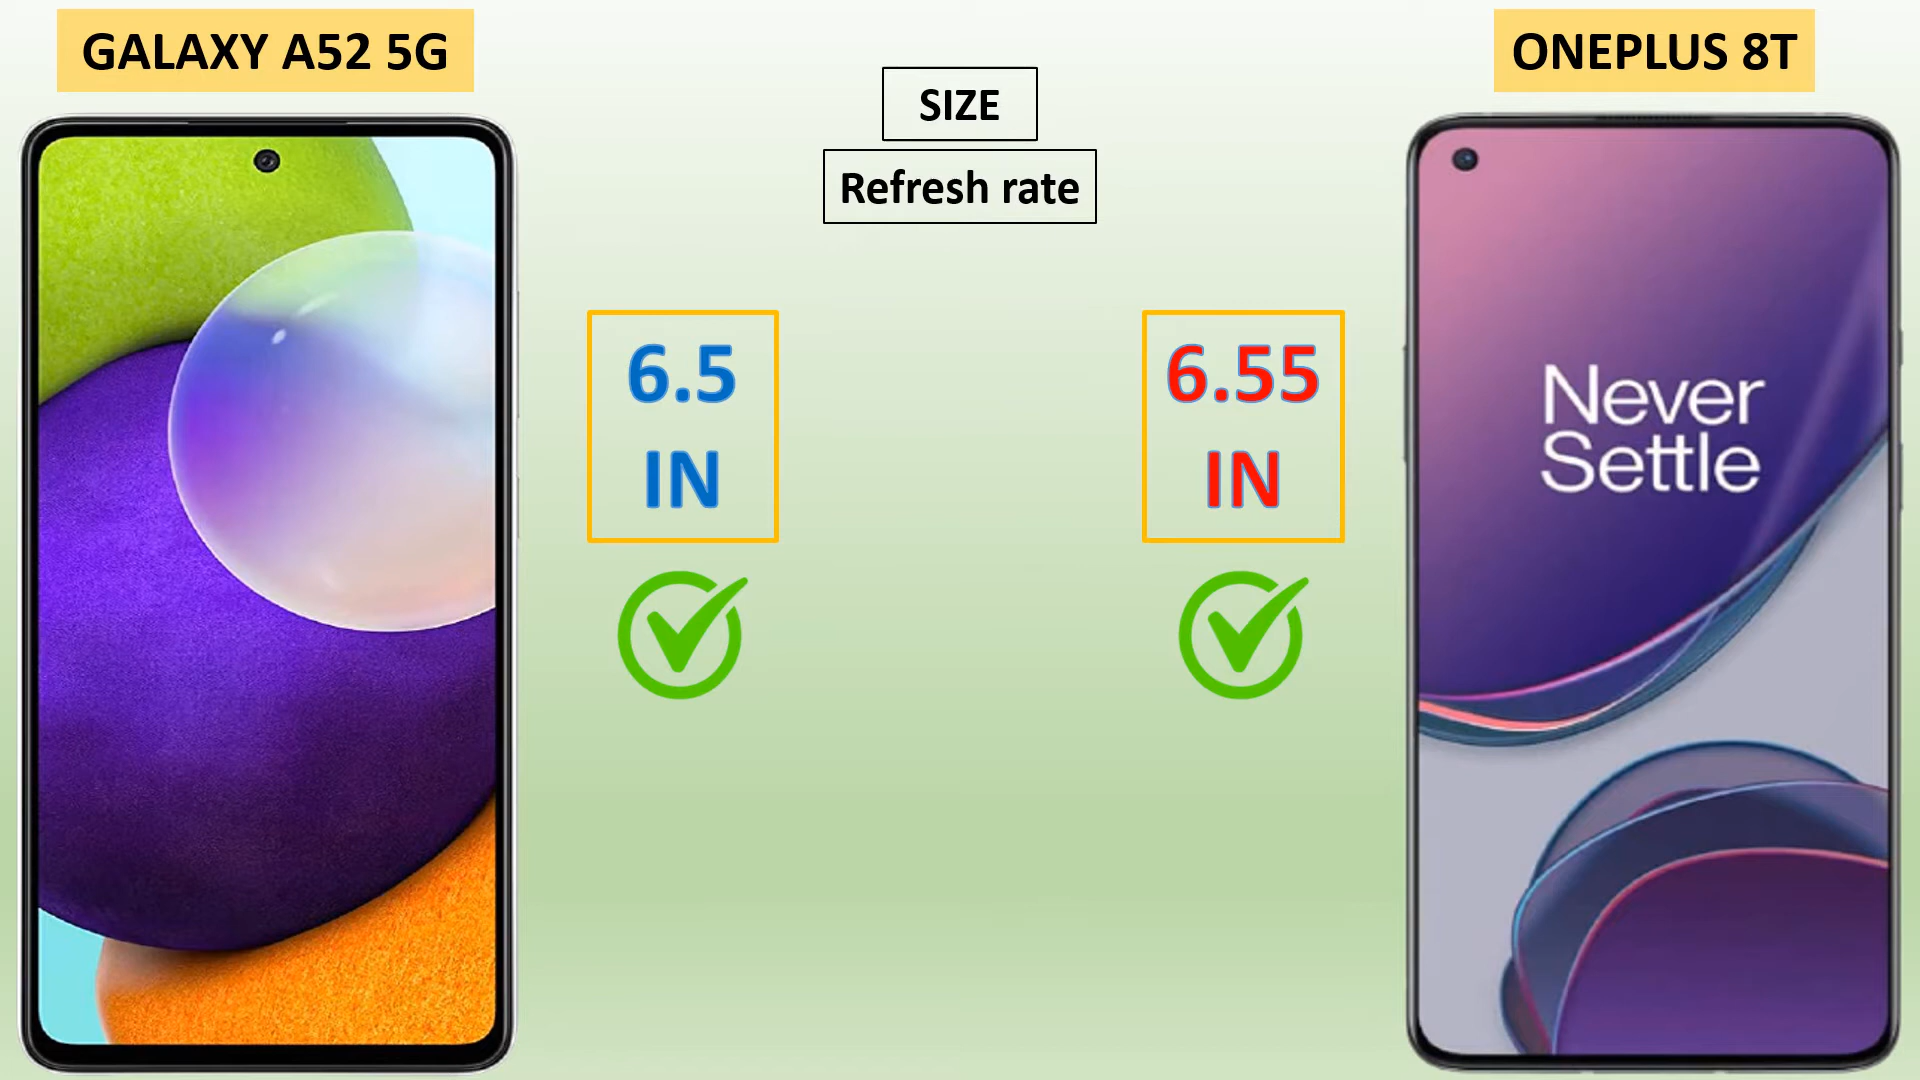 GALAXY A52 5G
ONEPLUS 8T
SIZE
Refresh rate
6.5
IN
6.55
IN
Never
Settle